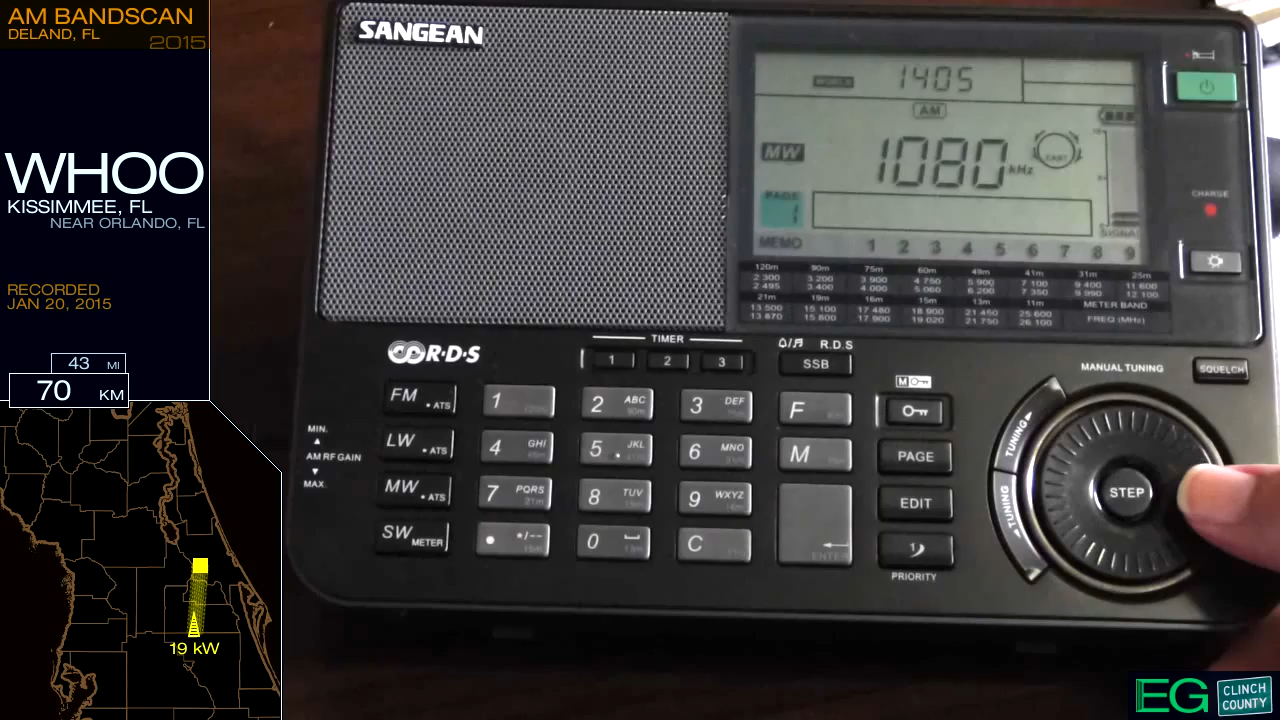 AM BANDSCAN
DELAND, FL
2015
WHOO
KISSIMMEE, FL
NEAR ORLANDO, FL
RECORDED
JAN 20, 2015
43 MI
70 KM
19 kW
SANGEAN
WORLD 1405
AM
MW 1080 kHz
PAGE
SIGNAL
MEMO 1 2 3 4 5 6 7 8 9
120m 90m 75m 60m 49m 41m 31m 25m
2 300 3 200 3 900 4 750 5 900 7 100 9 400 11 600
2 495 3 400 4 000 5 060 6 200 7 350 9 990 12 100
21m 19m 16m 15m 13m 11m METER BAND
13 500 15 100 17 480 18 900 21 450 25 600
13 870 15 800 17 900 19 020 21 750 26 100 FREQ (MHz)
CHARGE
R·D·S
TIMER
1 2 3
R.D.S
SSB
MANUAL TUNING
SQUELCH
MIN.
AM RF GAIN
MAX.
FM • ATS
LW • ATS
MW • ATS
SW METER
1
2 ABC
3 DEF
F
4 GHI
5 JKL
6 MNO
M
PAGE
7 PQRS
8 TUV
9 WXYZ
EDIT
• */--
0
C
ENTER
PRIORITY
TUNING
TUNING
STEP
EG
CLINCH
COUNTY